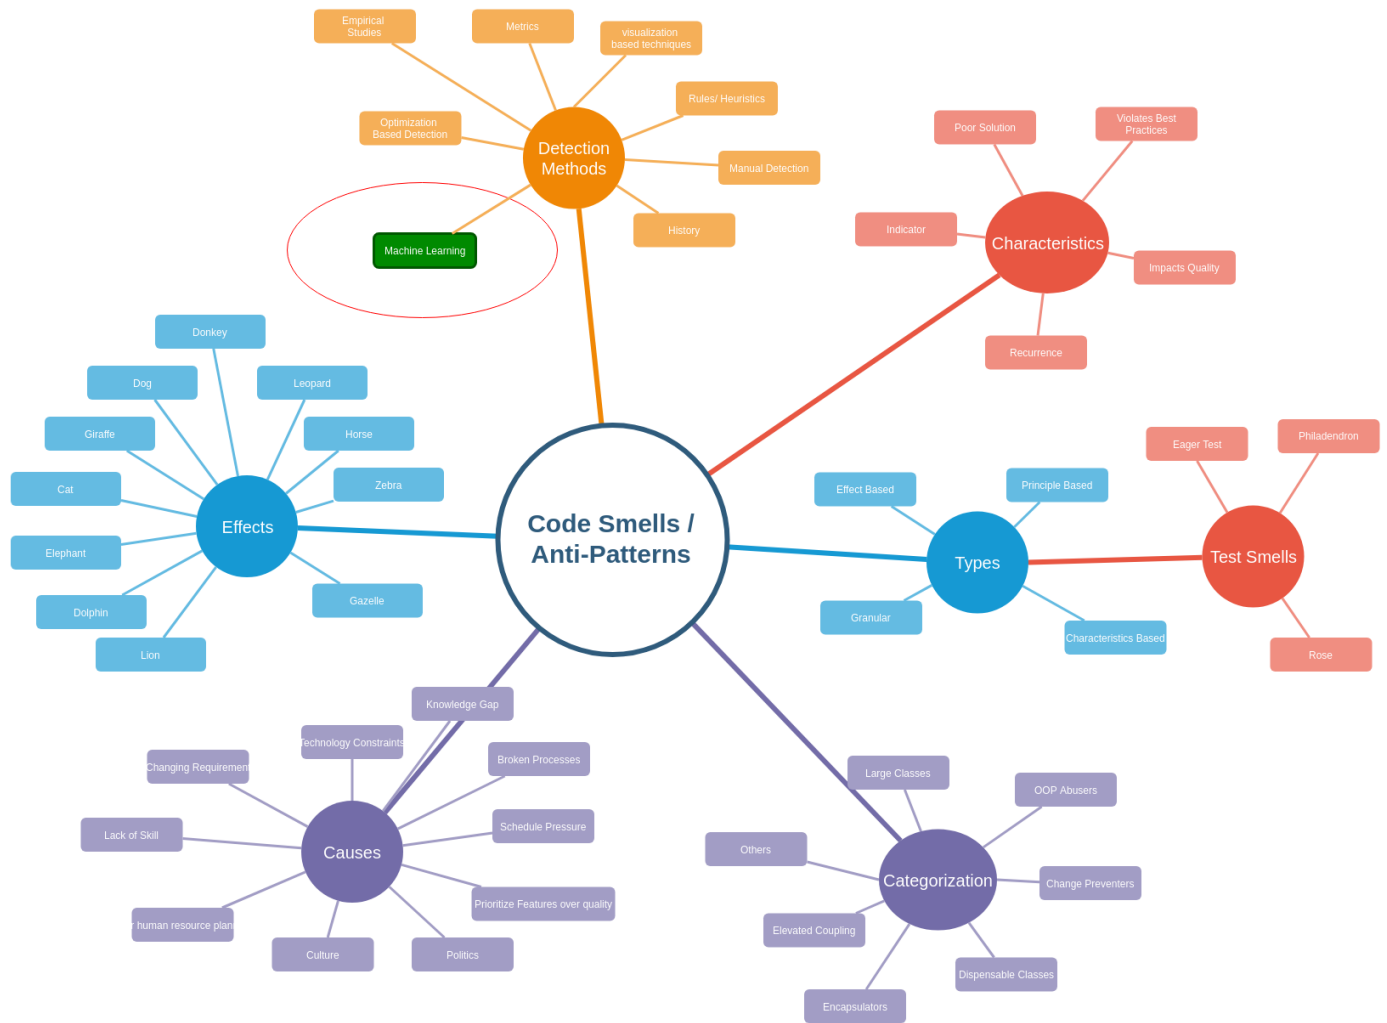 Empirical
Studies
Metrics
visualization
based techniques
Rules/ Heuristics
Optimization
Based Detection
Detection
Methods
Manual Detection
History
Machine Learning
Poor Solution
Violates Best
Practices
Indicator
Characteristics
Impacts Quality
Recurrence
Donkey
Dog
Leopard
Giraffe
Horse
Cat
Zebra
Effects
Elephant
Dolphin
Gazelle
Lion
Code Smells /
Anti-Patterns
Effect Based
Principle Based
Types
Granular
Characteristics Based
Eager Test
Philadendron
Test Smells
Rose
Knowledge Gap
Technology Constraints
Changing Requirement
Broken Processes
Lack of Skill
Schedule Pressure
Causes
Prioritize Features over quality
r human resource plan
Culture
Politics
Large Classes
OOP Abusers
Others
Categorization
Change Preventers
Elevated Coupling
Dispensable Classes
Encapsulators